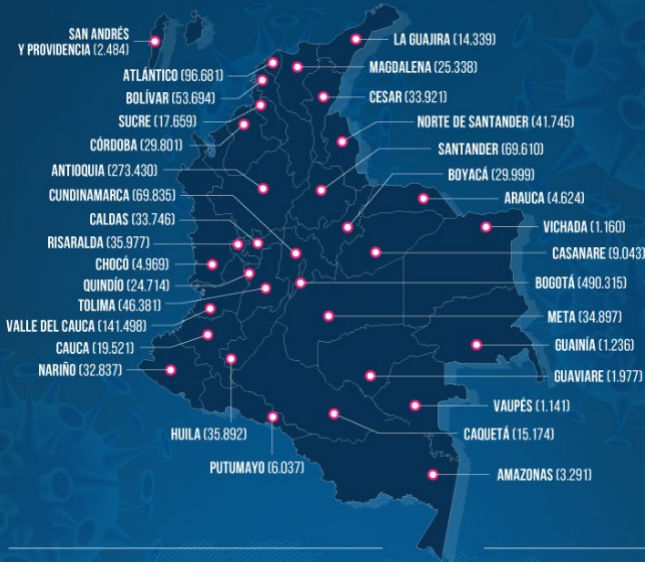 SAN ANDRÉS
Y PROVIDENCIA (2.484)
ATLÁNTICO (96.681)
BOLÍVAR (53.694)
SUCRE (17.659)
CÓRDOBA (29.801)
ANTIOQUIA (273.430)
CUNDINAMARCA (69.835)
CALDAS (33.746)
RISARALDA (35.977)
CHOCÓ (4.969)
QUINDÍO (24.714)
TOLIMA (46.381)
VALLE DEL CAUCA (141.498)
CAUCA (19.521)
NARIÑO (32.837)
HUILA (35.892)
PUTUMAYO (6.037)
LA GUAJIRA (14.339)
MAGDALENA (25.338)
CESAR (33.921)
NORTE DE SANTANDER (41.745)
SANTANDER (69.610)
BOYACÁ (29.999)
ARAUCA (4.624)
VICHADA (1.160)
CASANARE (9.043)
BOGOTÁ (490.315)
META (34.897)
GUAINÍA (1.236)
GUAVIARE (1.977)
VAUPÉS (1.141)
CAQUETÁ (15.174)
AMAZONAS (3.291)